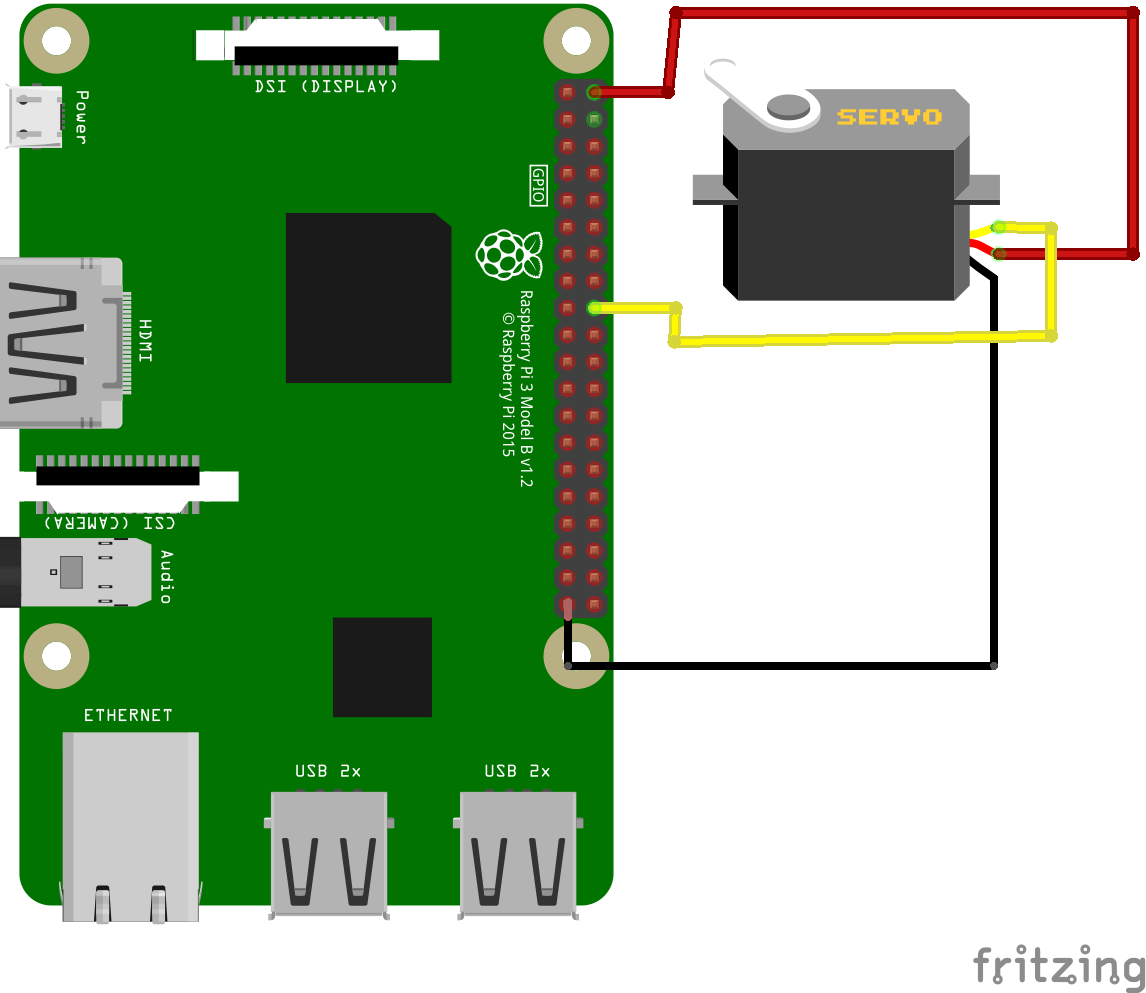 DSI (DISPLAY)
Power
SERVO
GPIO
HDMI
Raspberry Pi 3 Model B v1.2
© Raspberry Pi 2015
CSI (CAMERA)
Audio
ETHERNET
USB 2x
USB 2x
fritzing